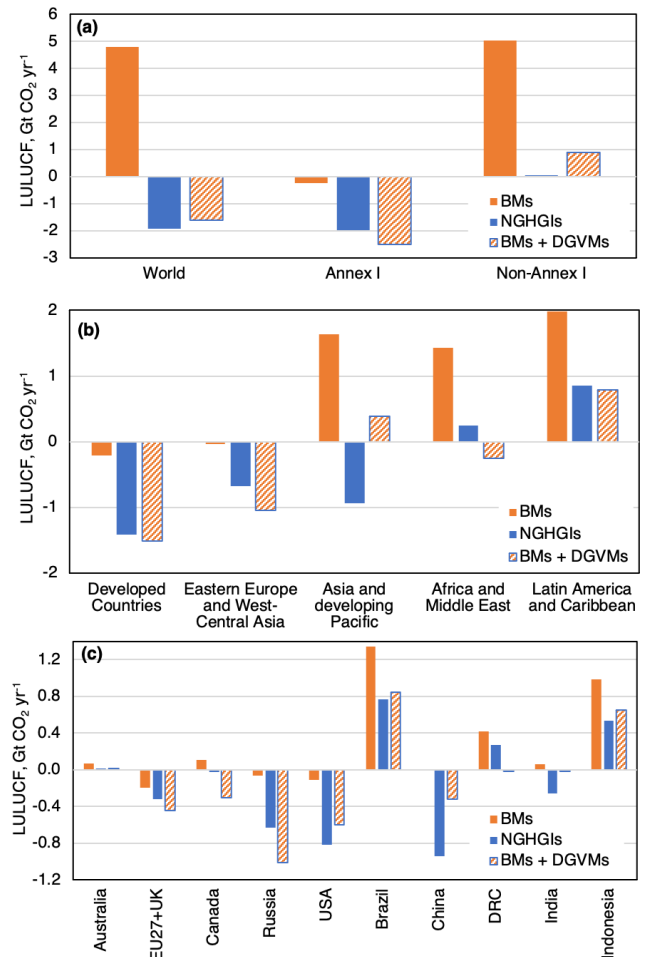 (a)
LULUCF, Gt CO2 yr-1
6
5
4
3
2
1
0
-1
-2
-3
BMs
NGHGIs
BMs + DGVMs
World
Annex I
Non-Annex I
(b)
LULUCF, Gt CO2 yr-1
2
1
0
-1
-2
BMs
NGHGIs
BMs + DGVMs
Developed
Countries
Eastern Europe
and West-
Central Asia
Asia and
developing
Pacific
Africa and
Middle East
Latin America
and Caribbean
(c)
LULUCF, Gt CO2 yr-1
1.2
0.8
0.4
0.0
-0.4
-0.8
-1.2
BMs
NGHGIs
BMs + DGVMs
Australia
EU27+UK
Canada
Russia
USA
Brazil
China
DRC
India
Indonesia